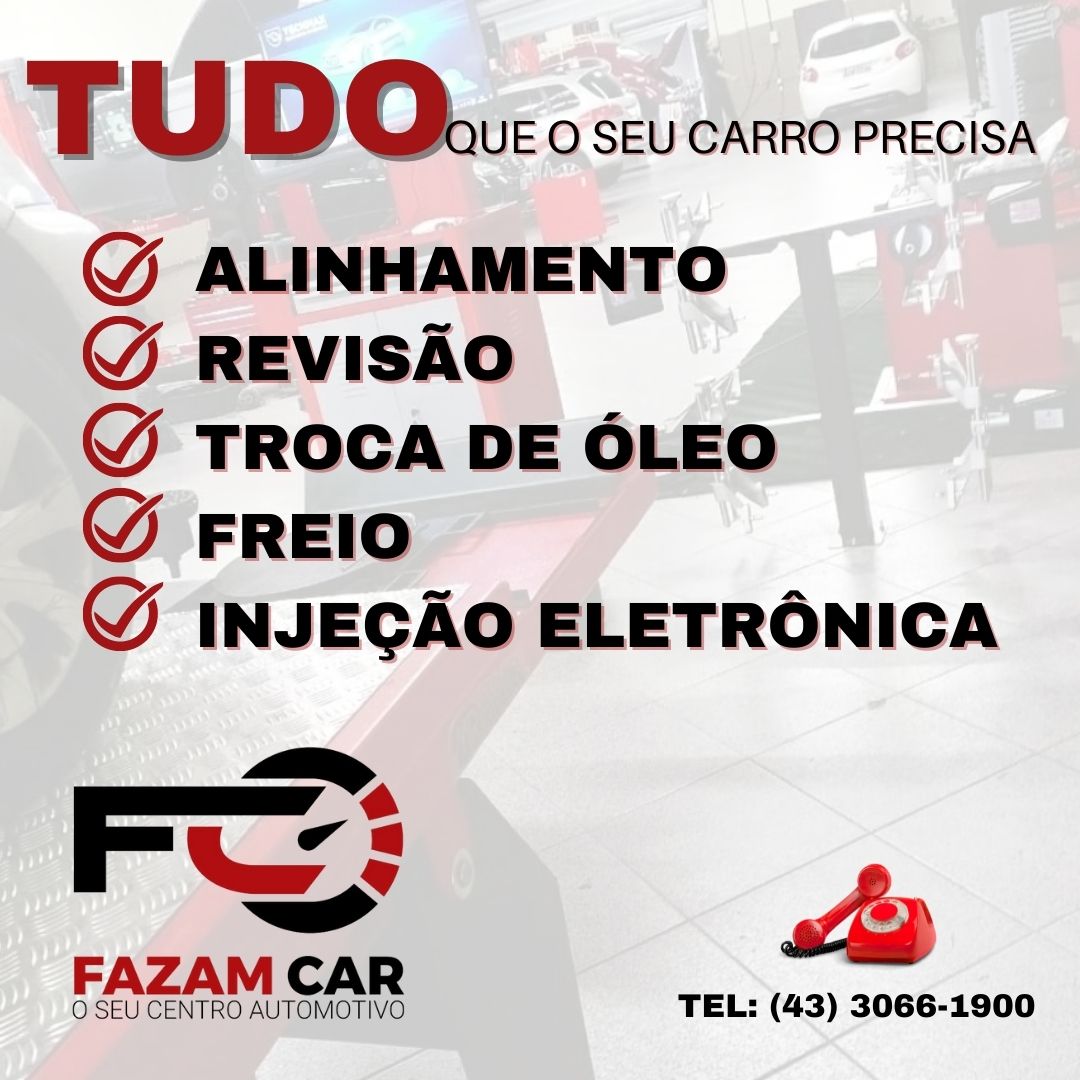 TECHMAX
TUDO QUE O SEU CARRO PRECISA
ALINHAMENTO
REVISÃO
TROCA DE ÓLEO
FREIO
INJEÇÃO ELETRÔNICA
FC
FAZAM CAR
O SEU CENTRO AUTOMOTIVO
TEL: (43) 3066-1900